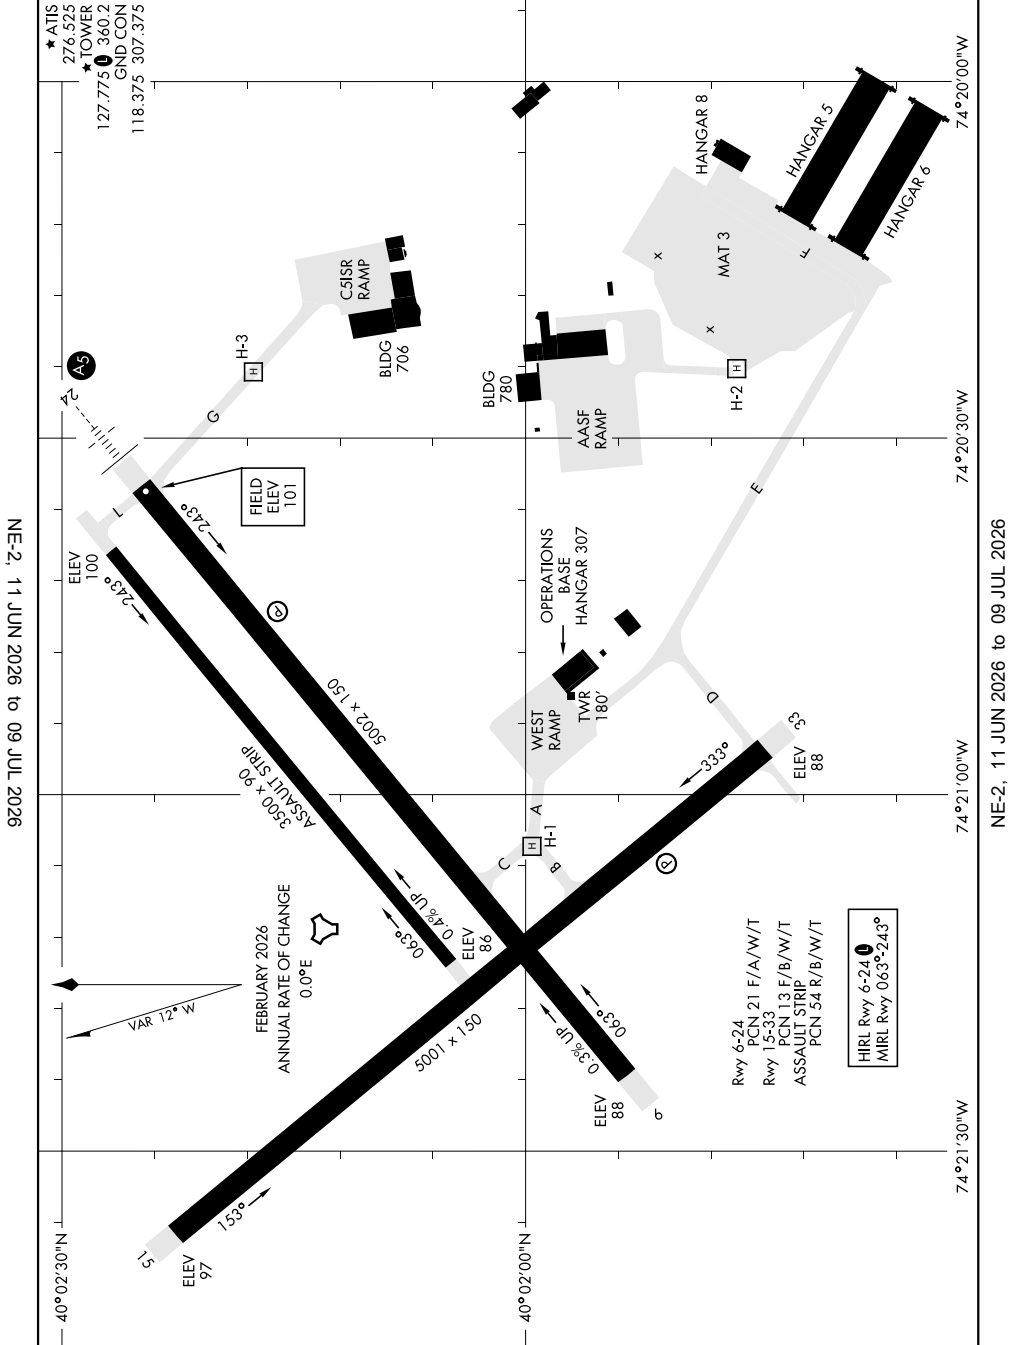 ★ ATIS
276.525
★ TOWER
127.775 L 360.2
GND CON
118.375 307.375
74°20'00"W
HANGAR 8
HANGAR 5
HANGAR 6
MAT 3
F
x
x
C5ISR
RAMP
BLDG
706
H-3
H
G
A5
24
BLDG
780
AASF
RAMP
H-2
H
74°20'30"W
E
FIELD
ELEV
101
L
ELEV
100
243°
243°
P
OPERATIONS
BASE
HANGAR 307
TWR
180'
WEST
RAMP
D
33
ELEV
88
333°
5002 x 150
ASSAULT STRIP
3500 x 90
74°21'00"W
A
H-1
H
C
B
P
063°
0.4% UP
ELEV
86
FEBRUARY 2026
ANNUAL RATE OF CHANGE
0.0°E
VAR 12° W
5001 x 150
063°
0.3% UP
ELEV
88
6
Rwy 6-24
PCN 21 F/A/W/T
Rwy 15-33
PCN 13 F/B/W/T
ASSAULT STRIP
PCN 54 R/B/W/T
HIRL Rwy 6-24 L
MIRL Rwy 063°-243°
74°21'30"W
153°
15
ELEV
97
40°02'30"N
40°02'00"N
NE-2, 11 JUN 2026 to 09 JUL 2026
NE-2, 11 JUN 2026 to 09 JUL 2026